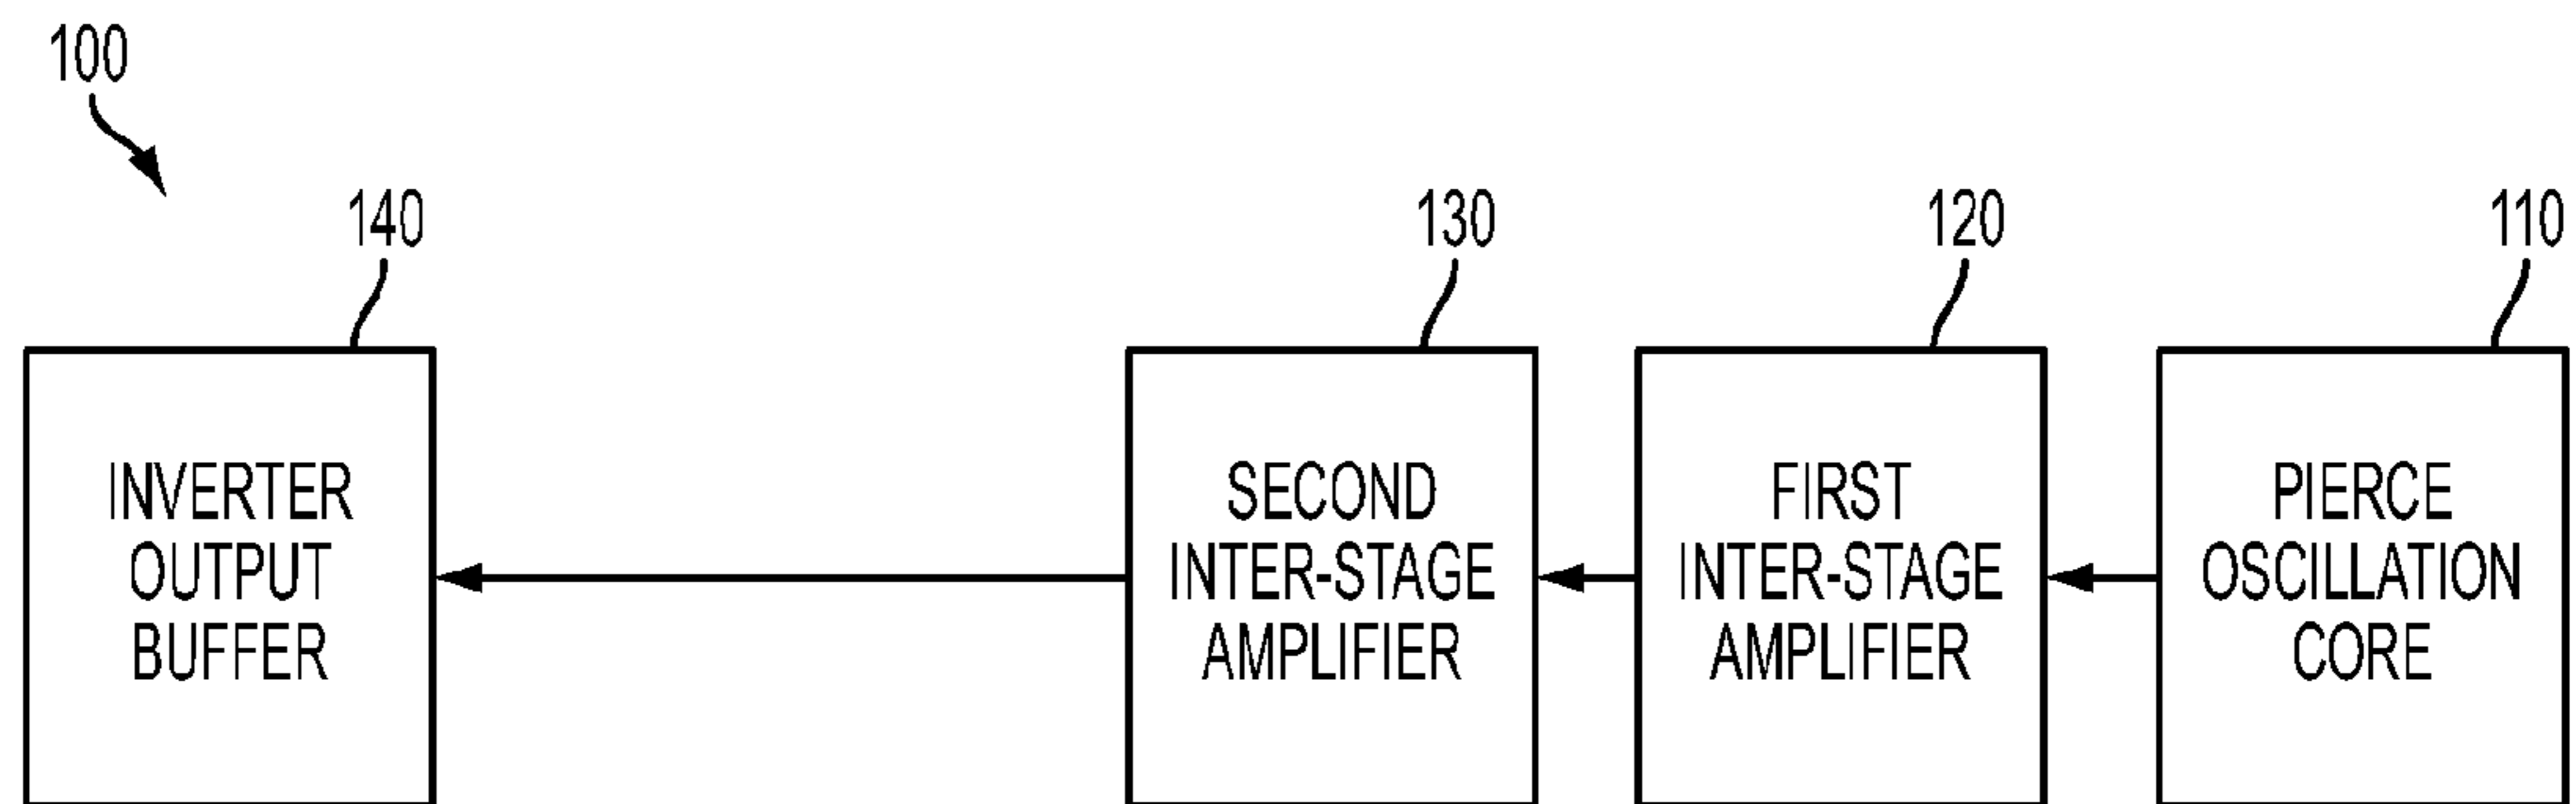 100
140
130
120
110
INVERTER
OUTPUT
BUFFER
SECOND
INTER-STAGE
AMPLIFIER
FIRST
INTER-STAGE
AMPLIFIER
PIERCE
OSCILLATION
CORE